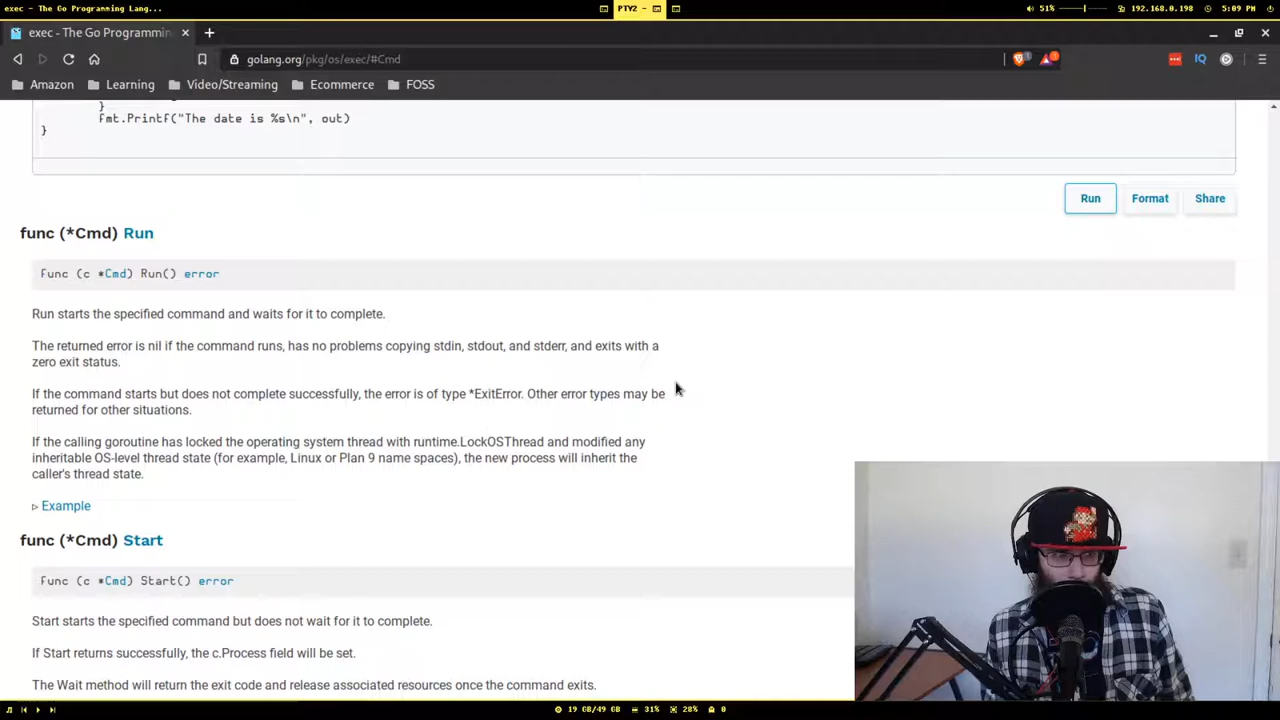 exec - The Go Programming Lang...
PTY2
51%
192.168.0.198
5:09 PM
exec - The Go Programmin
golang.org/pkg/os/exec/#Cmd
1
IQ
Amazon
Learning
Video/Streaming
Ecommerce
FOSS
}
fmt.Printf("The date is %s\n", out)
}
Run
Format
Share
func (*Cmd) Run
func (c *Cmd) Run() error
Run starts the specified command and waits for it to complete.
The returned error is nil if the command runs, has no problems copying stdin, stdout, and stderr, and exits with a
zero exit status.
If the command starts but does not complete successfully, the error is of type *ExitError. Other error types may be
returned for other situations.
If the calling goroutine has locked the operating system thread with runtime.LockOSThread and modified any
inheritable OS-level thread state (for example, Linux or Plan 9 name spaces), the new process will inherit the
caller's thread state.
Example
func (*Cmd) Start
func (c *Cmd) Start() error
Start starts the specified command but does not wait for it to complete.
If Start returns successfully, the c.Process field will be set.
The Wait method will return the exit code and release associated resources once the command exits.
19 GB/49 GB
31%
28%
0